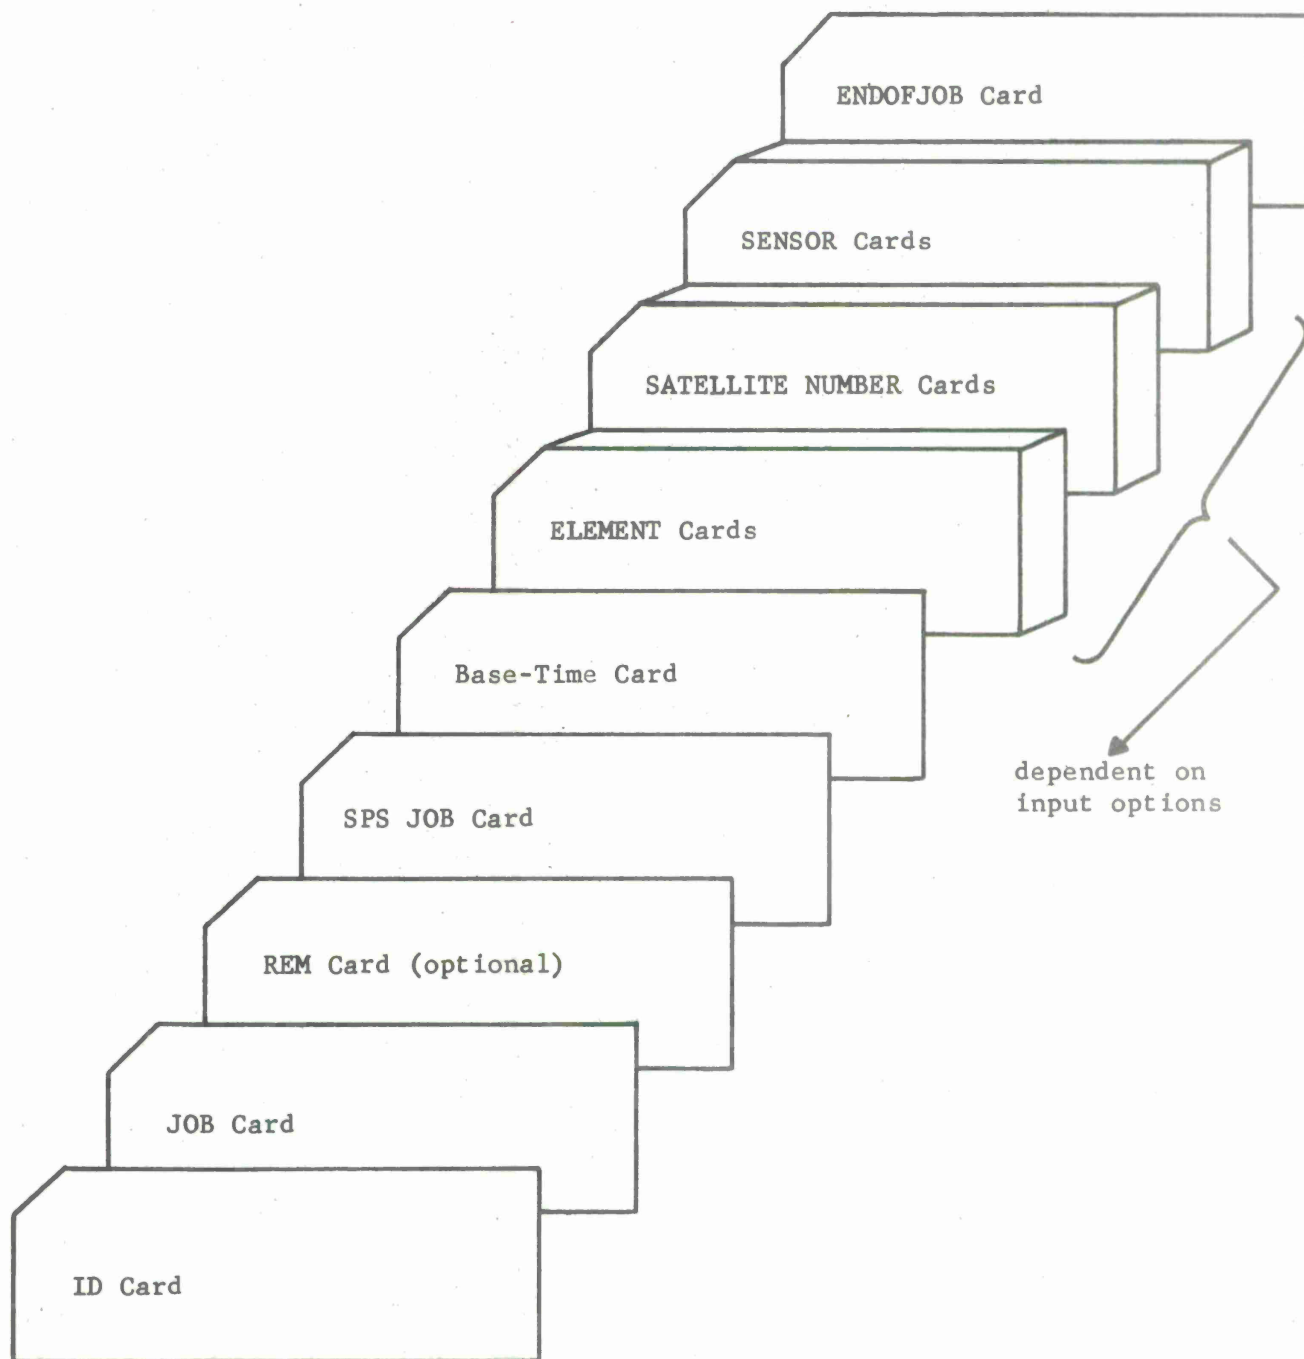 ENDOFJOB Card
SENSOR Cards
SATELLITE NUMBER Cards
ELEMENT Cards
Base-Time Card
dependent on
input options
SPS JOB Card
REM Card (optional)
JOB Card
ID Card